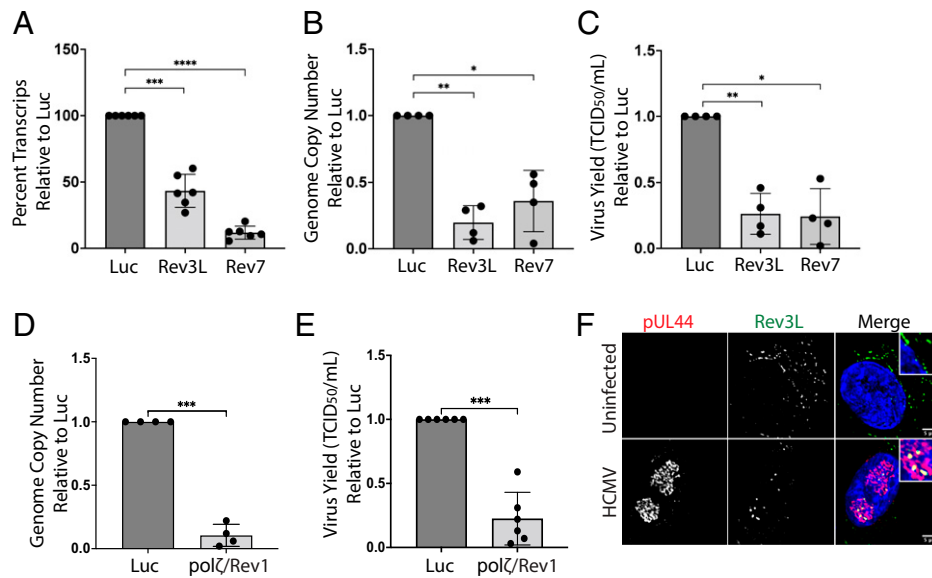 A
Percent Transcrips
Relative to Luc
150
100
50
0
****
***
Luc Rev3L Rev7
B
Genome Copy Number
Relative to Luc
1.5
1.0
0.5
0.0
*
**
Luc Rev3L Rev7
C
Virus Yield (TCID50/mL)
Relative to Luc
1.5
1.0
0.5
0.0
*
**
Luc Rev3L Rev7
D
Genome Copy Number
Relative to Luc
1.5
1.0
0.5
0.0
***
Luc polζ/Rev1
E
Virus Yield (TCID50/mL)
Relative to Luc
1.5
1.0
0.5
0.0
***
Luc polζ/Rev1
F
pUL44 Rev3L Merge
Uninfected
HCMV